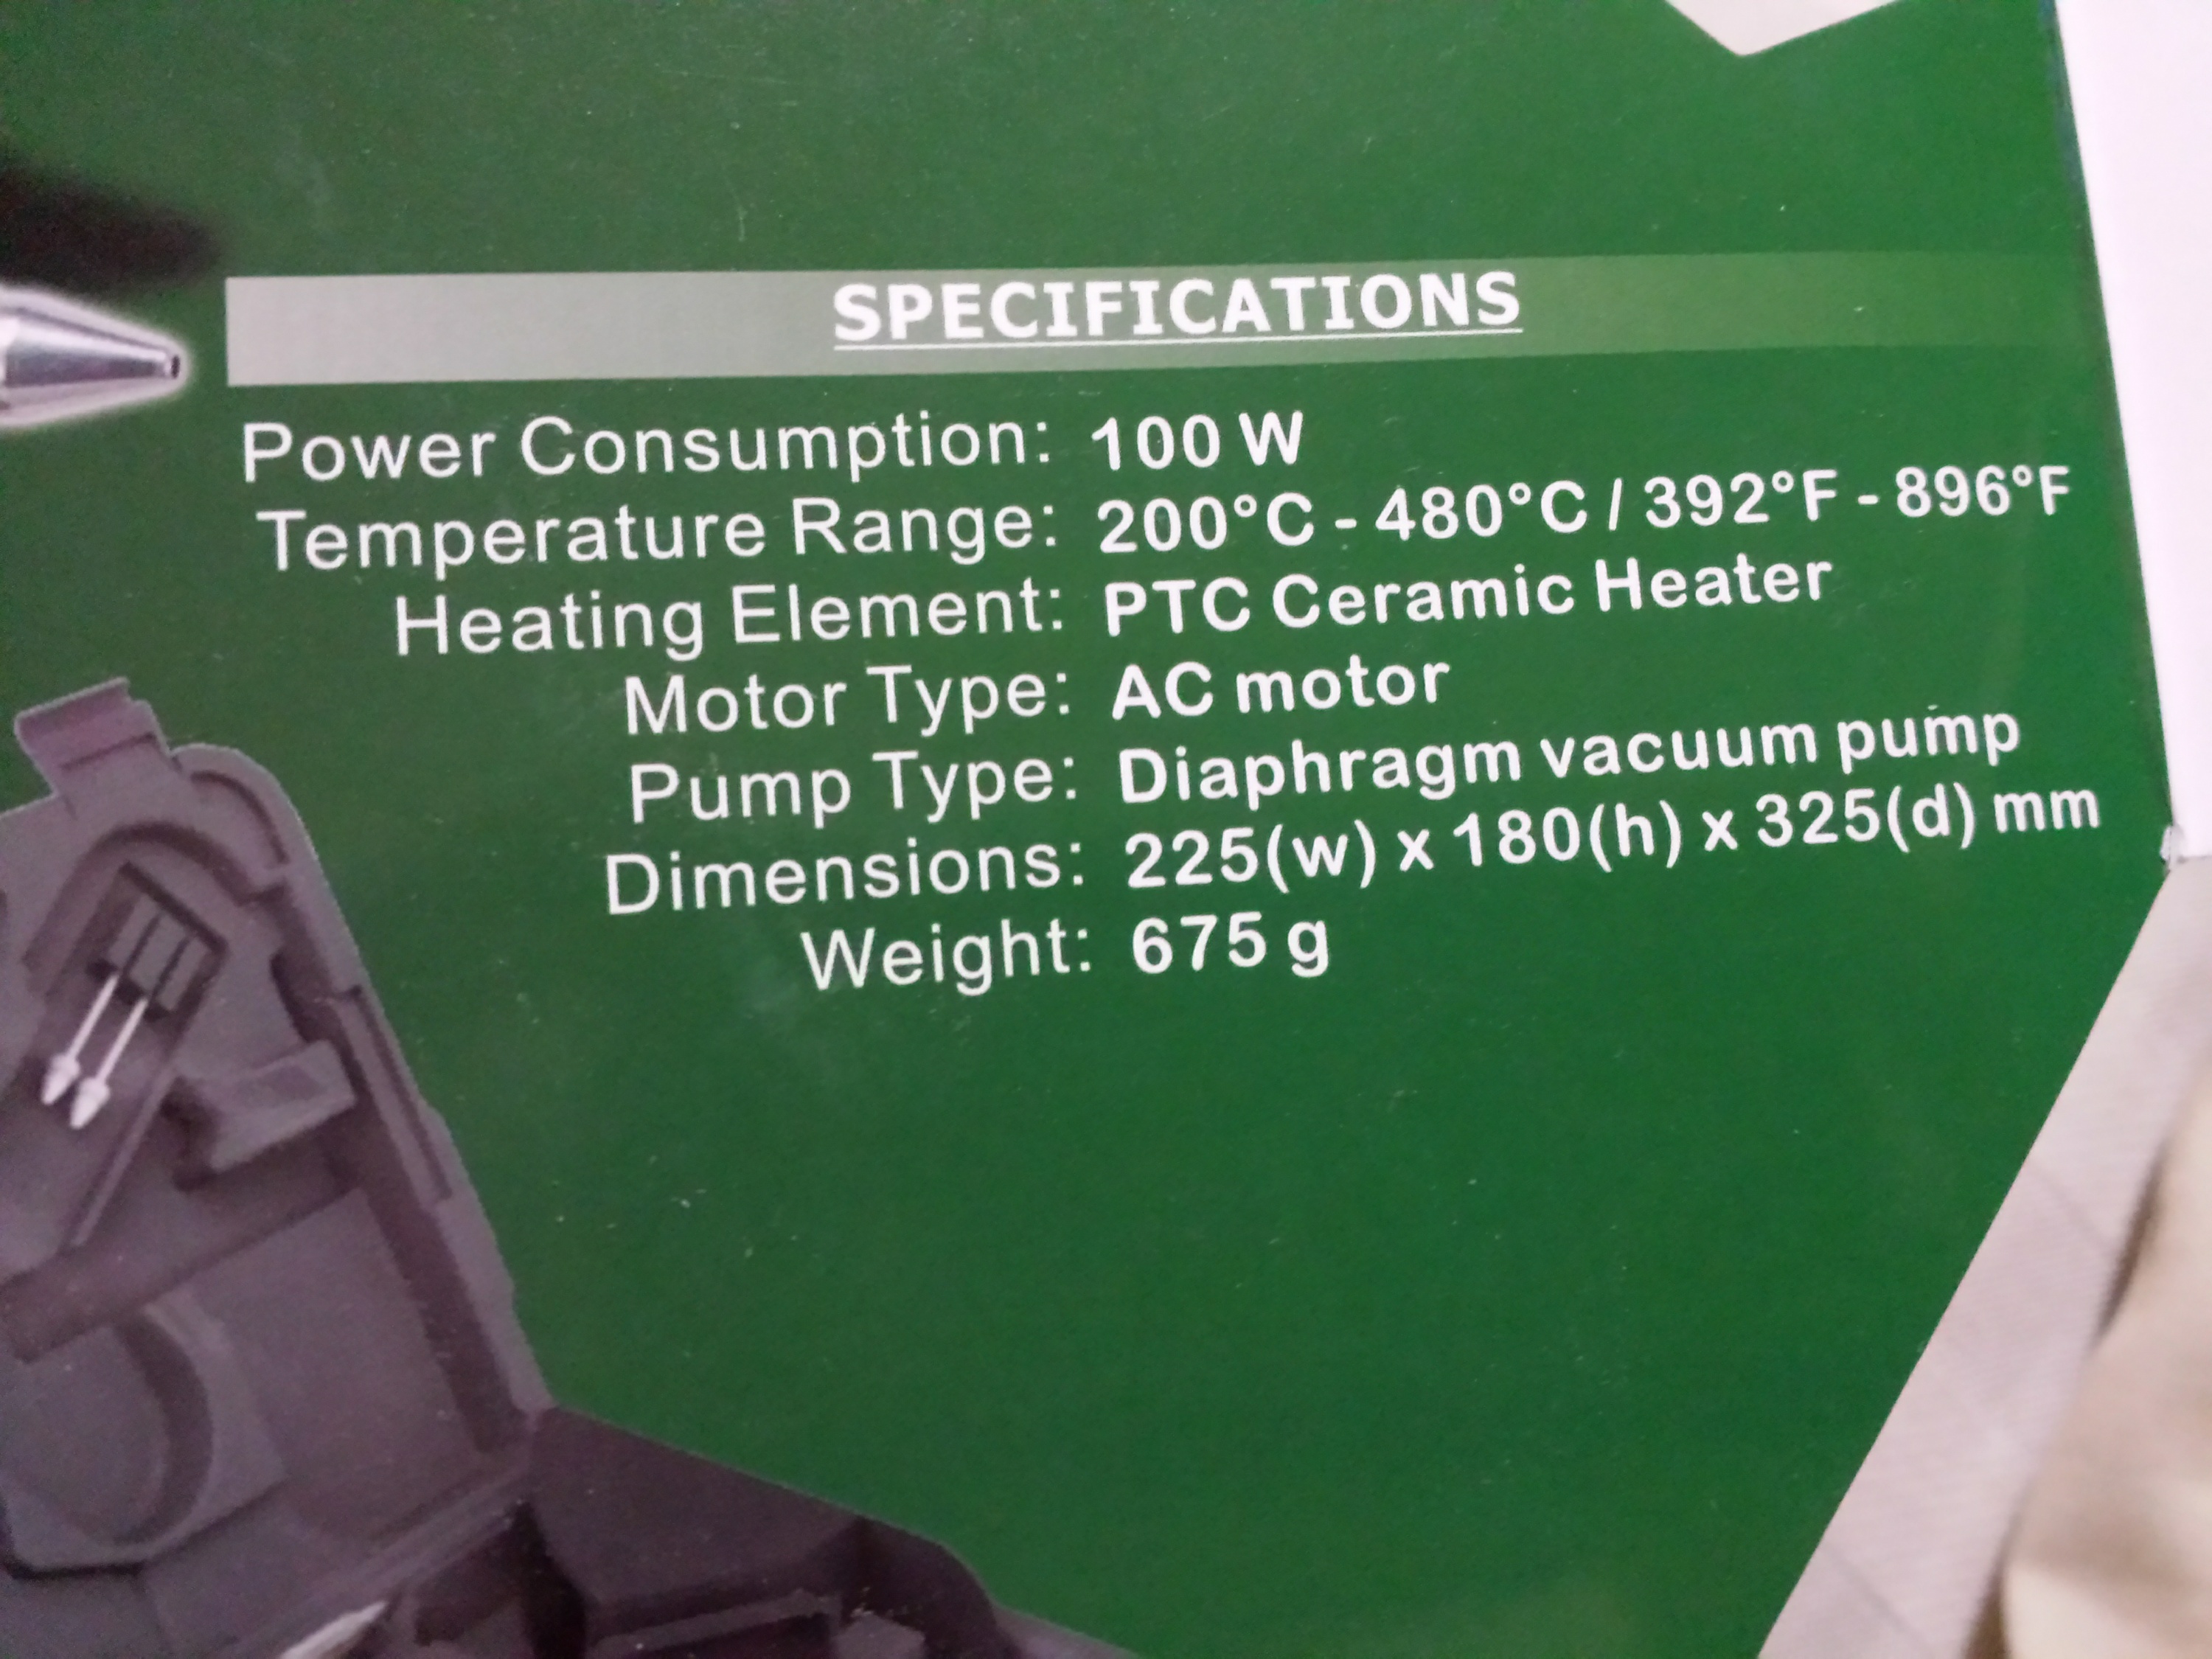 SPECIFICATIONS
Power Consumption: 100 W
Temperature Range: 200°C - 480°C / 392°F - 896°F
Heating Element: PTC Ceramic Heater
Motor Type: AC motor
Pump Type: Diaphragm vacuum pump
Dimensions: 225(w) x 180(h) x 325(d) mm
Weight: 675 g